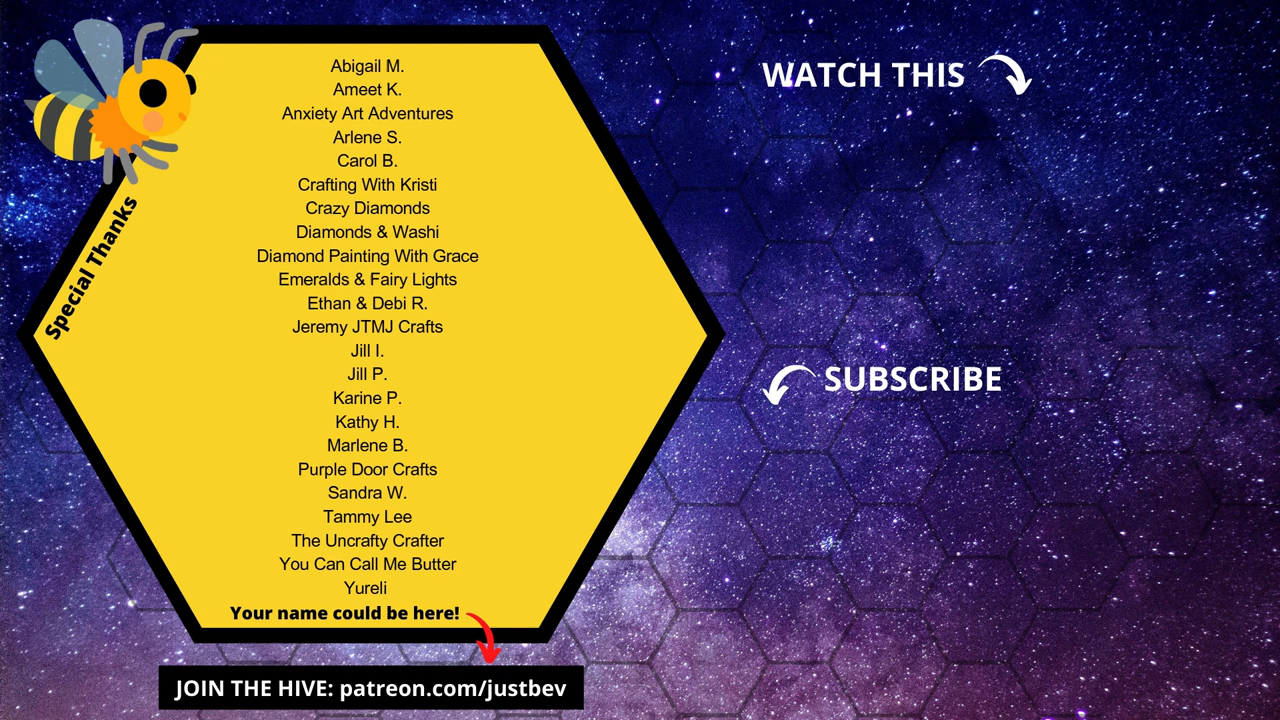 Special Thanks
Abigail M.
Ameet K.
Anxiety Art Adventures
Arlene S.
Carol B.
Crafting With Kristi
Crazy Diamonds
Diamonds & Washi
Diamond Painting With Grace
Emeralds & Fairy Lights
Ethan & Debi R.
Jeremy JTMJ Crafts
Jill I.
Jill P.
Karine P.
Kathy H.
Marlene B.
Purple Door Crafts
Sandra W.
Tammy Lee
The Uncrafty Crafter
You Can Call Me Butter
Yureli
Your name could be here!
JOIN THE HIVE: patreon.com/justbev
WATCH THIS
SUBSCRIBE